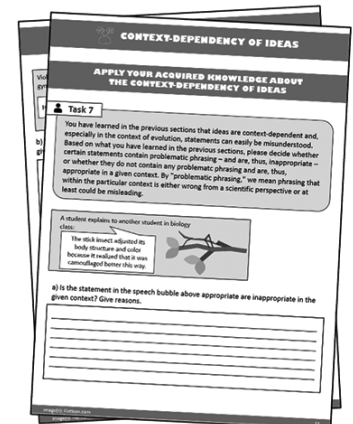 CONTEXT-DEPENDENCY OF IDEAS
APPLY YOUR ACQUIRED KNOWLEDGE ABOUT
THE CONTEXT-DEPENDENCY OF IDEAS
Task 7
You have learned in the previous sections that ideas are context-dependent and,
especially in the context of evolution, statements can easily be misunderstood.
Based on what you have learned in the previous sections, please decide whether
certain statements contain problematic phrasing – and are, thus, inappropriate –
or whether they do not contain any problematic phrasing and are, thus,
appropriate in a given context. By "problematic phrasing," we mean phrasing that
within the particular context is either wrong from a scientific perspective or at
least could be misleading.
A student explains to another student in biology
class:
The stick insect adjusted its
body structure and color
because it realized that it was
camouflaged better this way.
a) Is the statement in the speech bubble above appropriate are inappropriate in the
given context? Give reasons.
b)